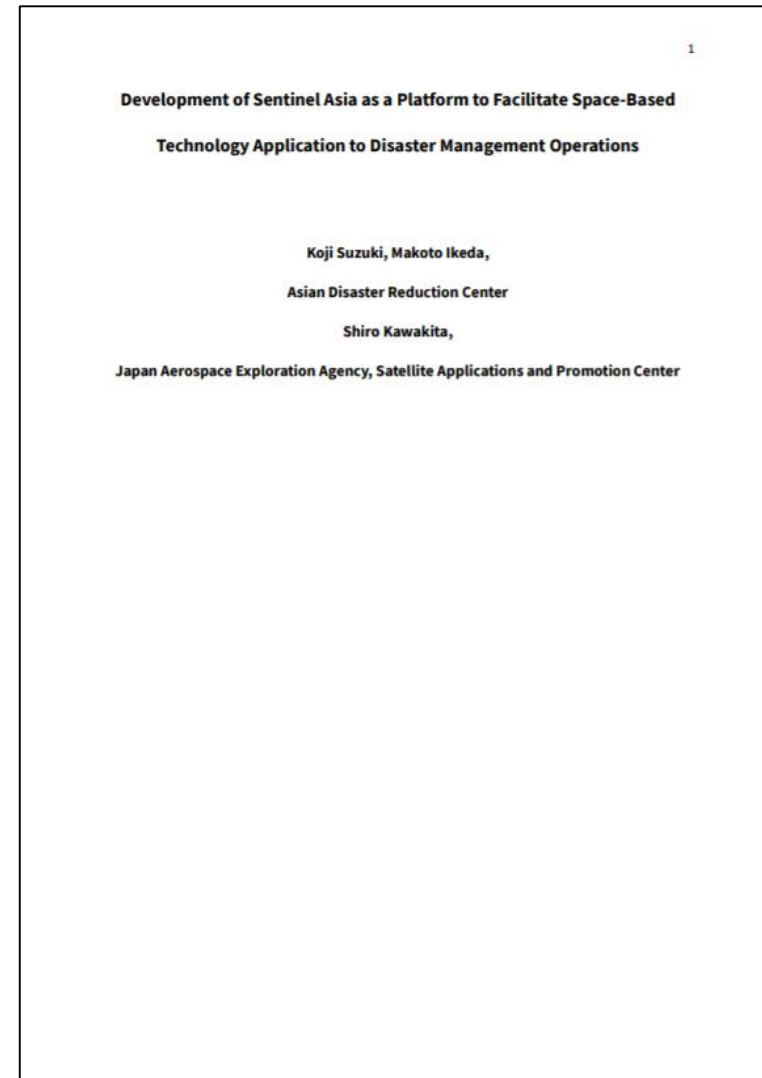 1
Development of Sentinel Asia as a Platform to Facilitate Space-Based
Technology Application to Disaster Management Operations
Koji Suzuki, Makoto Ikeda,
Asian Disaster Reduction Center
Shiro Kawakita,
Japan Aerospace Exploration Agency, Satellite Applications and Promotion Center